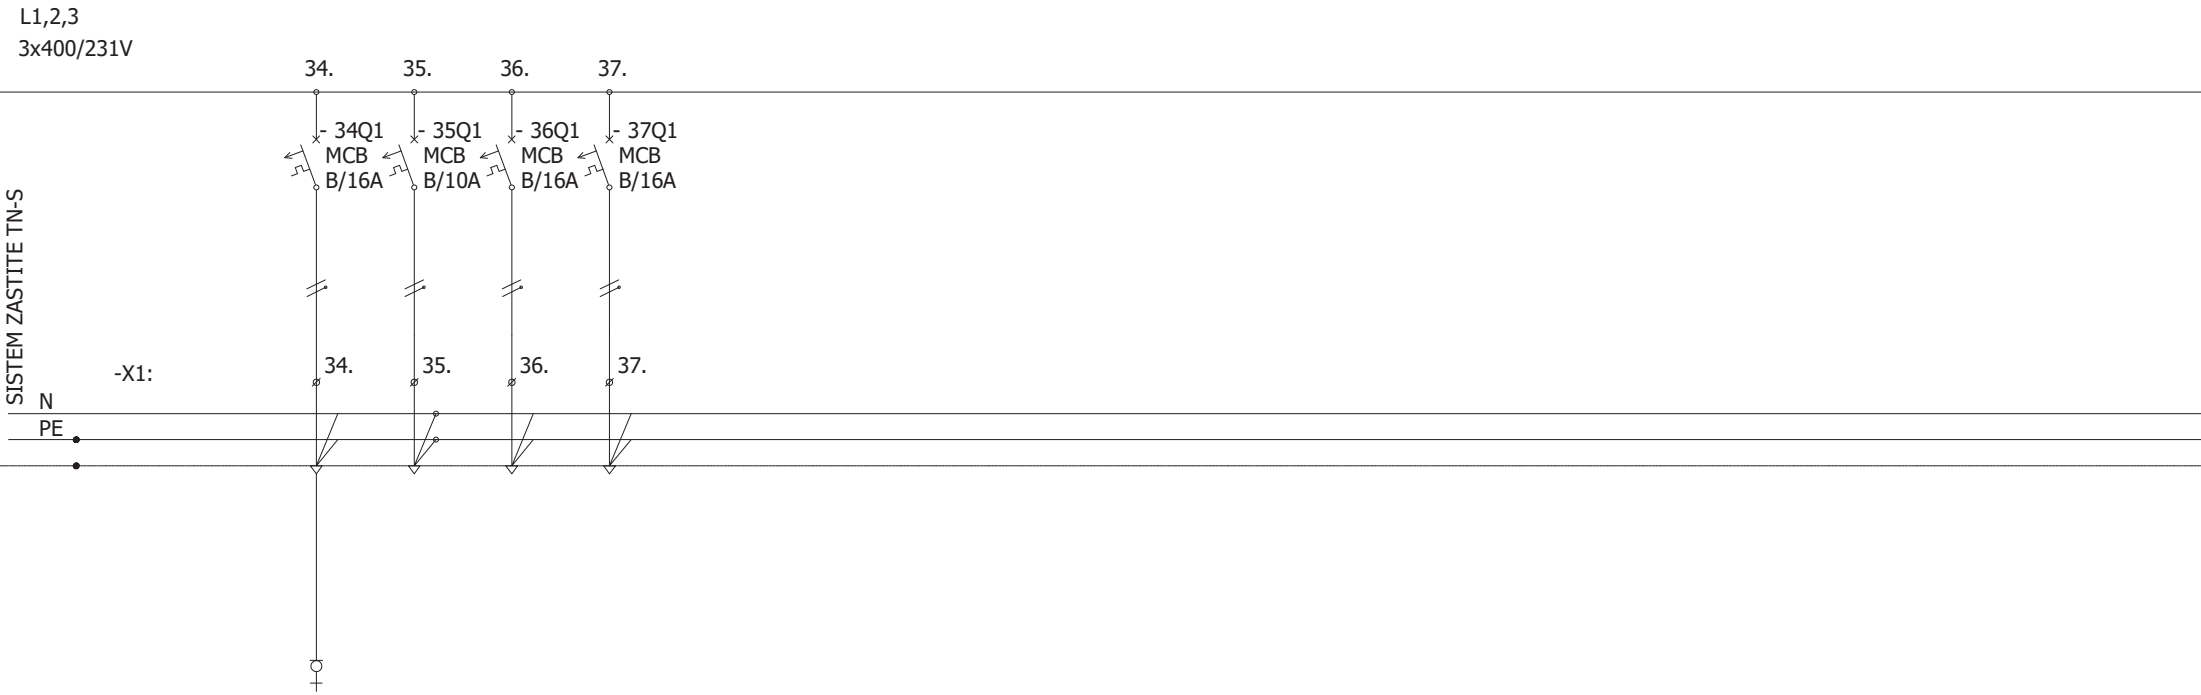 L1,2,3
3x400/231V
34. 35. 36. 37.
- 34Q1 - 35Q1 - 36Q1 - 37Q1
MCB MCB MCB MCB
B/16A B/10A B/16A B/16A
SISTEM ZASTITE TN-S
-X1: 34. 35. 36. 37.
N
PE